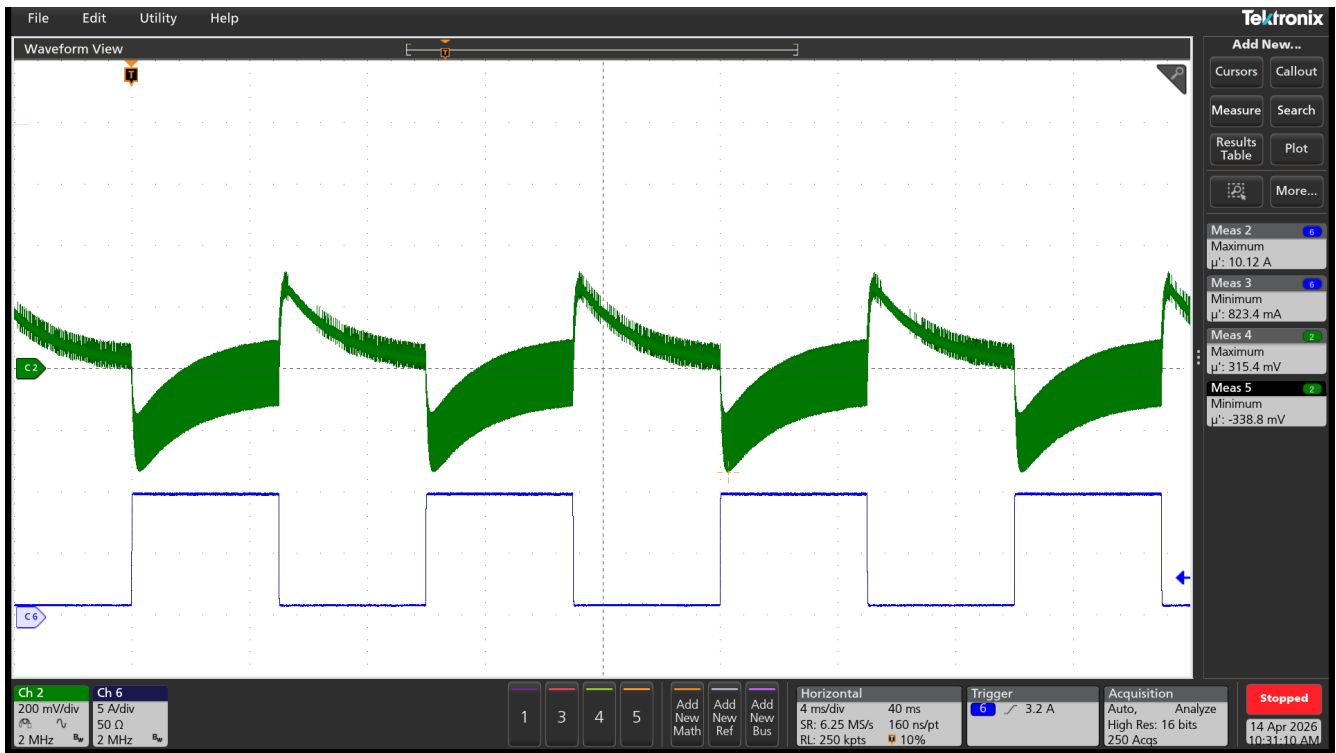 File Edit Utility Help
Tektronix
Waveform View
T
T
Add New...
Cursors Callout
Measure Search
Results Table Plot
More...
Meas 2 6
Maximum
µ': 10.12 A
Meas 3 6
Minimum
µ': 823.4 mA
Meas 4 2
Maximum
µ': 315.4 mV
Meas 5 2
Minimum
µ': -338.8 mV
C 2
C 6
Ch 2
200 mV/div
2 MHz Bw
Ch 6
5 A/div
50 Ω
2 MHz Bw
1 3 4 5
Add New Math
Add New Ref
Add New Bus
Horizontal
4 ms/div 40 ms
SR: 6.25 MS/s 160 ns/pt
RL: 250 kpts 10%
Trigger
6 3.2 A
Acquisition
Auto, Analyze
High Res: 16 bits
250 Acqs
Stopped
14 Apr 2026
10:31:10 AM